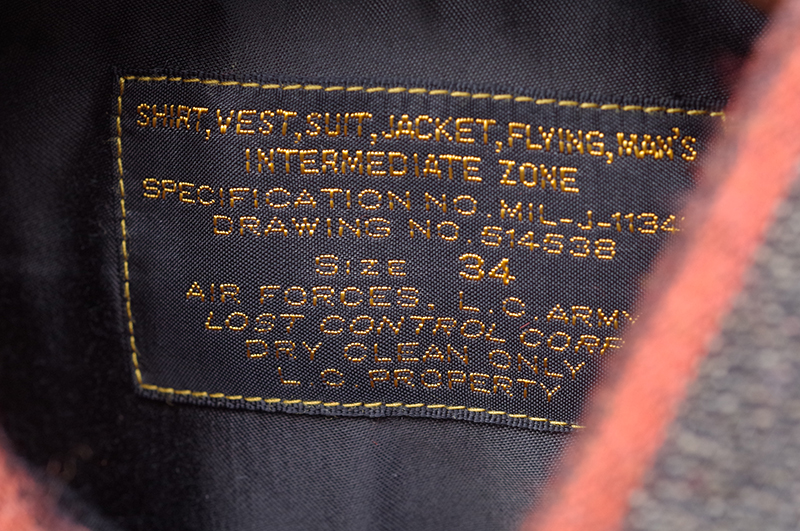 SHIRT,VEST,SUIT,JACKET,FLYING,MAN'S
INTERMEDIATE ZONE
SPECIFICATION NO.MIL-J-1134
DRAWING NO.514538
SIZE 34
AIR FORCES. L.C.ARMY
LOST CONTROL CORP
DRY CLEAN ONLY
L.C.PROPERTY